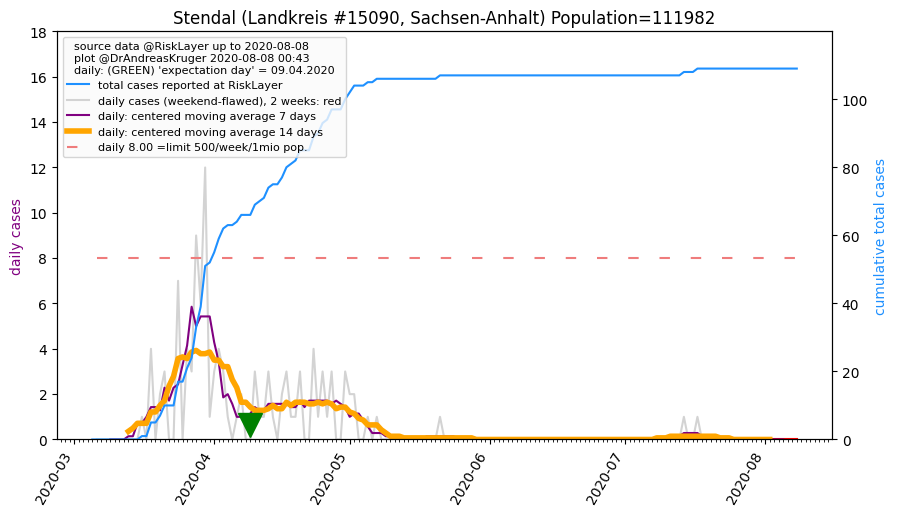 Stendal (Landkreis #15090, Sachsen-Anhalt) Population=111982
source data @RiskLayer up to 2020-08-08
plot @DrAndreasKruger 2020-08-08 00:43
daily: (GREEN) 'expectation day' = 09.04.2020
total cases reported at RiskLayer
daily cases (weekend-flawed), 2 weeks: red
daily: centered moving average 7 days
daily: centered moving average 14 days
daily 8.00 =limit 500/week/1mio pop.
daily cases
18
16
14
12
10
8
6
4
2
0
cumulative total cases
100
80
60
40
20
0
2020-03
2020-04
2020-05
2020-06
2020-07
2020-08